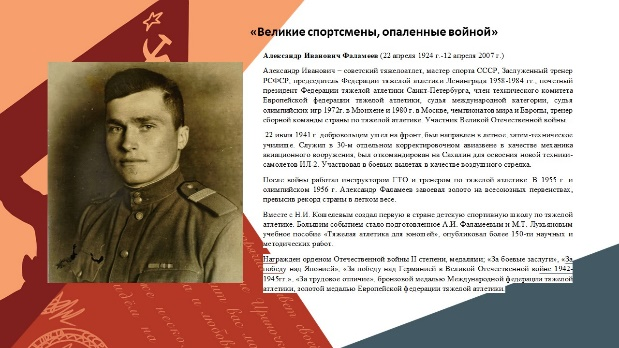 «Великие спортсмены, опаленные войной»
Александр Иванович Фаламеев (22 апреля 1924 г.-12 апреля 2007 г.)
Александр Иванович – советский тяжелоатлет, мастер спорта СССР, Заслуженный тренер
РСФСР, председатель Федерации тяжелой атлетики Ленинграда 1958-1984 гг., почетный
президент Федерации тяжелой атлетики Санкт-Петербурга, член технического комитета
Европейской федерации тяжелой атлетики, судья международной категории, судья
олимпийских игр 1972г. в Мюнхене и 1980 г. в Москве, чемпионатов мира и Европы, тренер
сборной команды страны по тяжелой атлетике. Участник Великой Отечественной войны
22 июня 1941 г. добровольцем ушел на фронт, был направлен в летное, затем-техническое
училище. Служил в 30-ом отдельном корректировочном авиазвене в качестве механика
авиационного вооружения, был откомандирован на Сахалин для освоения новой техники-
самолетов ИЛ-2. Участвовал в боевых вылетах в качестве воздушного стрелка.
После войны работал инструктором ГТО и тренером по тяжелой атлетике. В 1955 г. и
олимпийском 1956 г. Александр Фаламеев завоевал золото на всесоюзных первенствах,
превысив рекорд страны в легком весе.
Вместе с Н.И. Кошелевым создал первую в стране детскую спортивную школу по тяжелой
атлетике. Большим событием стало подготовленное А.И. Фаламеевым и М.Т. Лукьяновым
учебное пособие «Тяжелая атлетика для юношей», опубликовал более 150-ти научных и
методических работ.
Награжден орденом Отечественной войны II степени, медалями; «За боевые заслуги», «За
победу над Японией», «За победу над Германией в Великой Отечественной войне 1942-
1945гг.», «За трудовое отличие», бронзовой медалью Международной федерации тяжелой
атлетики, золотой медалью Европейской федерации тяжелой атлетики.